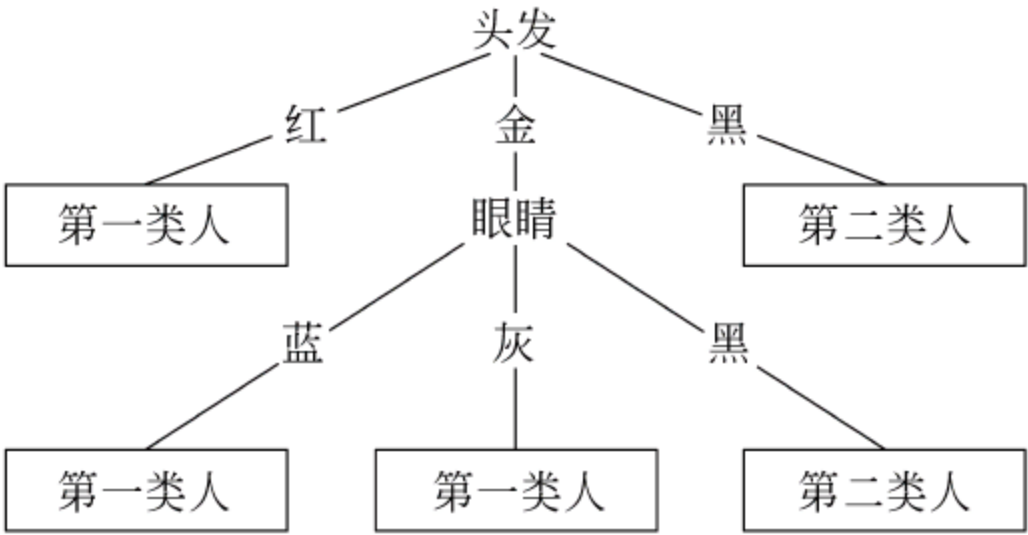 头发
红 金 黑
第一类人 眼睛 第二类人
蓝 灰 黑
第一类人 第一类人 第二类人